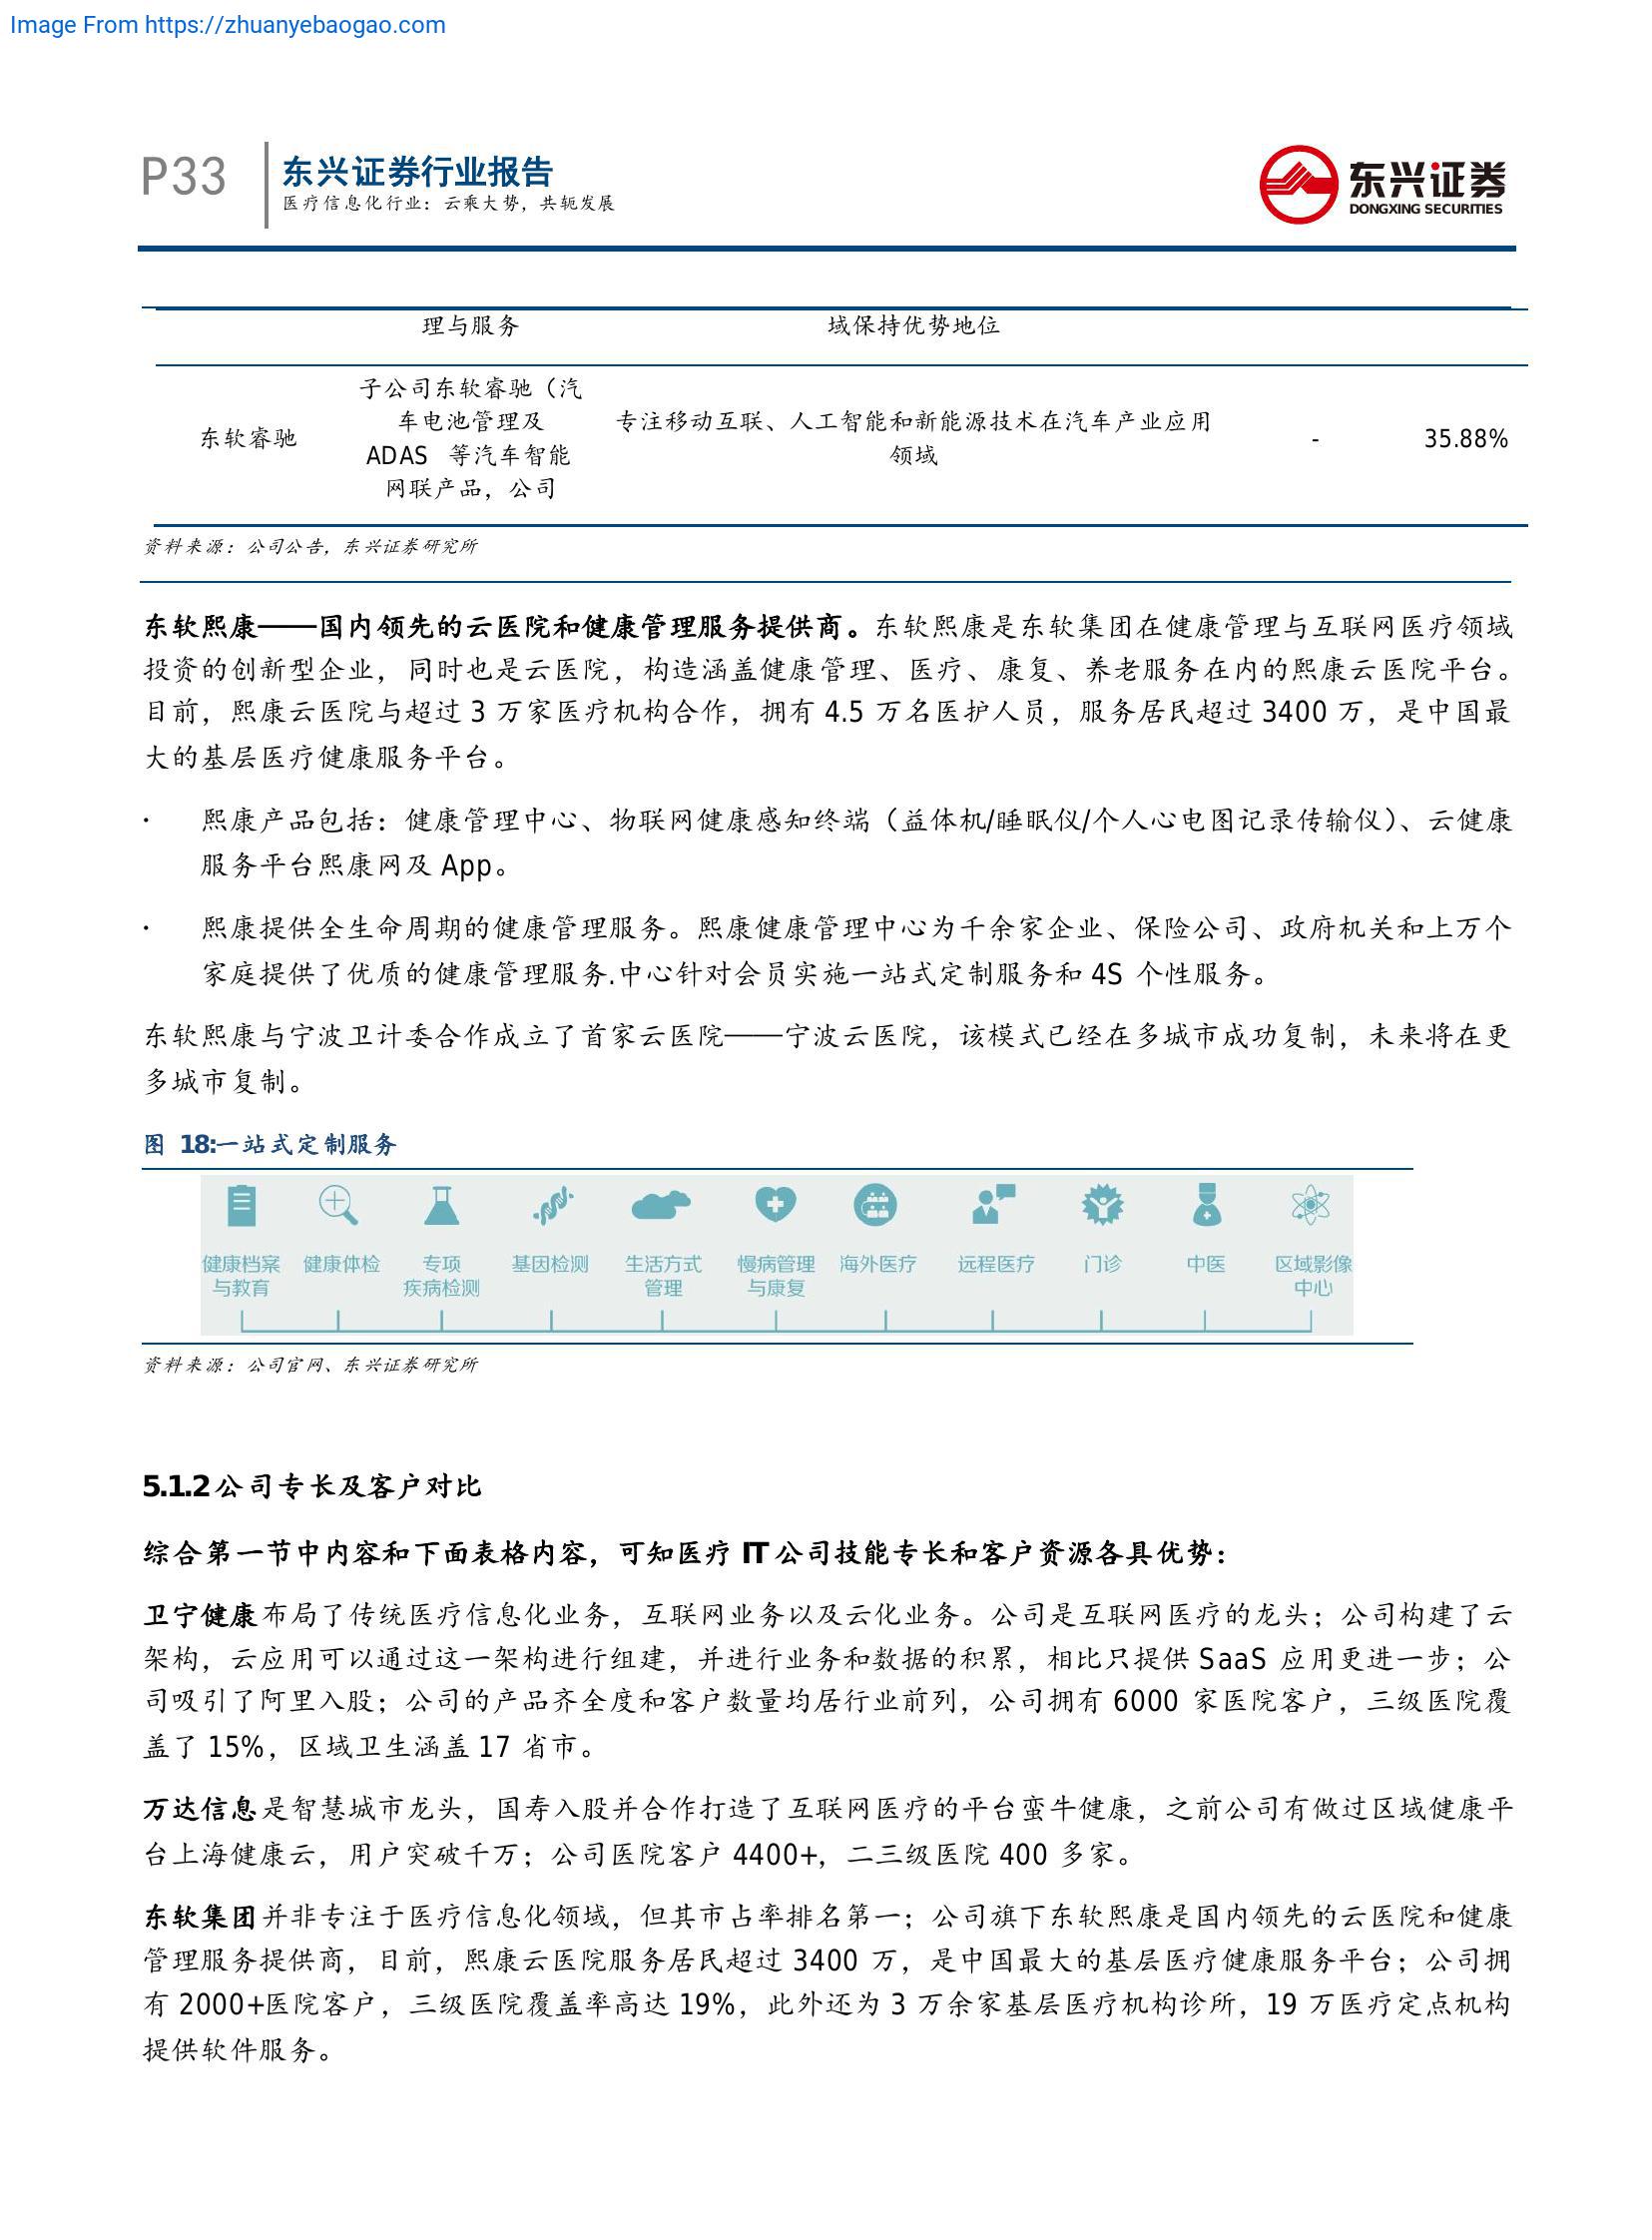 Image From https://zhuanyebaogao.com
P33
东兴证券行业报告
医疗信息化行业：云乘大势，共轭发展
东兴证券
DONGXING SECURITIES
理与服务 域保持优势地位
子公司东软睿驰（汽
车电池管理及
ADAS 等汽车智能
网联产品，公司
东软睿驰
专注移动互联、人工智能和新能源技术在汽车产业应用
领域
- 35.88%
资料来源：公司公告，东兴证券研究所
东软熙康——国内领先的云医院和健康管理服务提供商。东软熙康是东软集团在健康管理与互联网医疗领域
投资的创新型企业，同时也是云医院，构造涵盖健康管理、医疗、康复、养老服务在内的熙康云医院平台。
目前，熙康云医院与超过 3 万家医疗机构合作，拥有 4.5 万名医护人员，服务居民超过 3400 万，是中国最
大的基层医疗健康服务平台。
· 熙康产品包括：健康管理中心、物联网健康感知终端（益体机/睡眠仪/个人心电图记录传输仪）、云健康
服务平台熙康网及 App。
· 熙康提供全生命周期的健康管理服务。熙康健康管理中心为千余家企业、保险公司、政府机关和上万个
家庭提供了优质的健康管理服务.中心针对会员实施一站式定制服务和 4S 个性服务。
东软熙康与宁波卫计委合作成立了首家云医院——宁波云医院，该模式已经在多城市成功复制，未来将在更
多城市复制。
图 18:一站式定制服务
健康档案 健康体检 专项 基因检测 生活方式 慢病管理 海外医疗 远程医疗 门诊 中医 区域影像
与教育 疾病检测 管理 与康复 中心
资料来源：公司官网、东兴证券研究所
5.1.2 公司专长及客户对比
综合第一节中内容和下面表格内容，可知医疗 IT 公司技能专长和客户资源各具优势：
卫宁健康布局了传统医疗信息化业务，互联网业务以及云化业务。公司是互联网医疗的龙头；公司构建了云
架构，云应用可以通过这一架构进行组建，并进行业务和数据的积累，相比只提供 SaaS 应用更进一步；公
司吸引了阿里入股；公司的产品齐全度和客户数量均居行业前列，公司拥有 6000 家医院客户，三级医院覆
盖了 15%，区域卫生涵盖 17 省市。
万达信息是智慧城市龙头，国寿入股并合作打造了互联网医疗的平台蛮牛健康，之前公司有做过区域健康平
台上海健康云，用户突破千万；公司医院客户 4400+，二三级医院 400 多家。
东软集团并非专注于医疗信息化领域，但其市占率排名第一；公司旗下东软熙康是国内领先的云医院和健康
管理服务提供商，目前，熙康云医院服务居民超过 3400 万，是中国最大的基层医疗健康服务平台；公司拥
有 2000+医院客户，三级医院覆盖率高达 19%，此外还为 3 万余家基层医疗机构诊所，19 万医疗定点机构
提供软件服务。